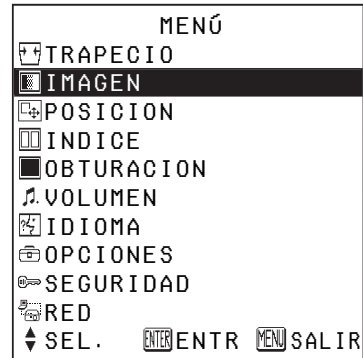 MENÚ
TRAPECIO
IMAGEN
POSICION
INDICE
OBTURACION
VOLUMEN
IDIOMA
OPCIONES
SEGURIDAD
RED
SEL. ENTER ENTR MENU SALIR